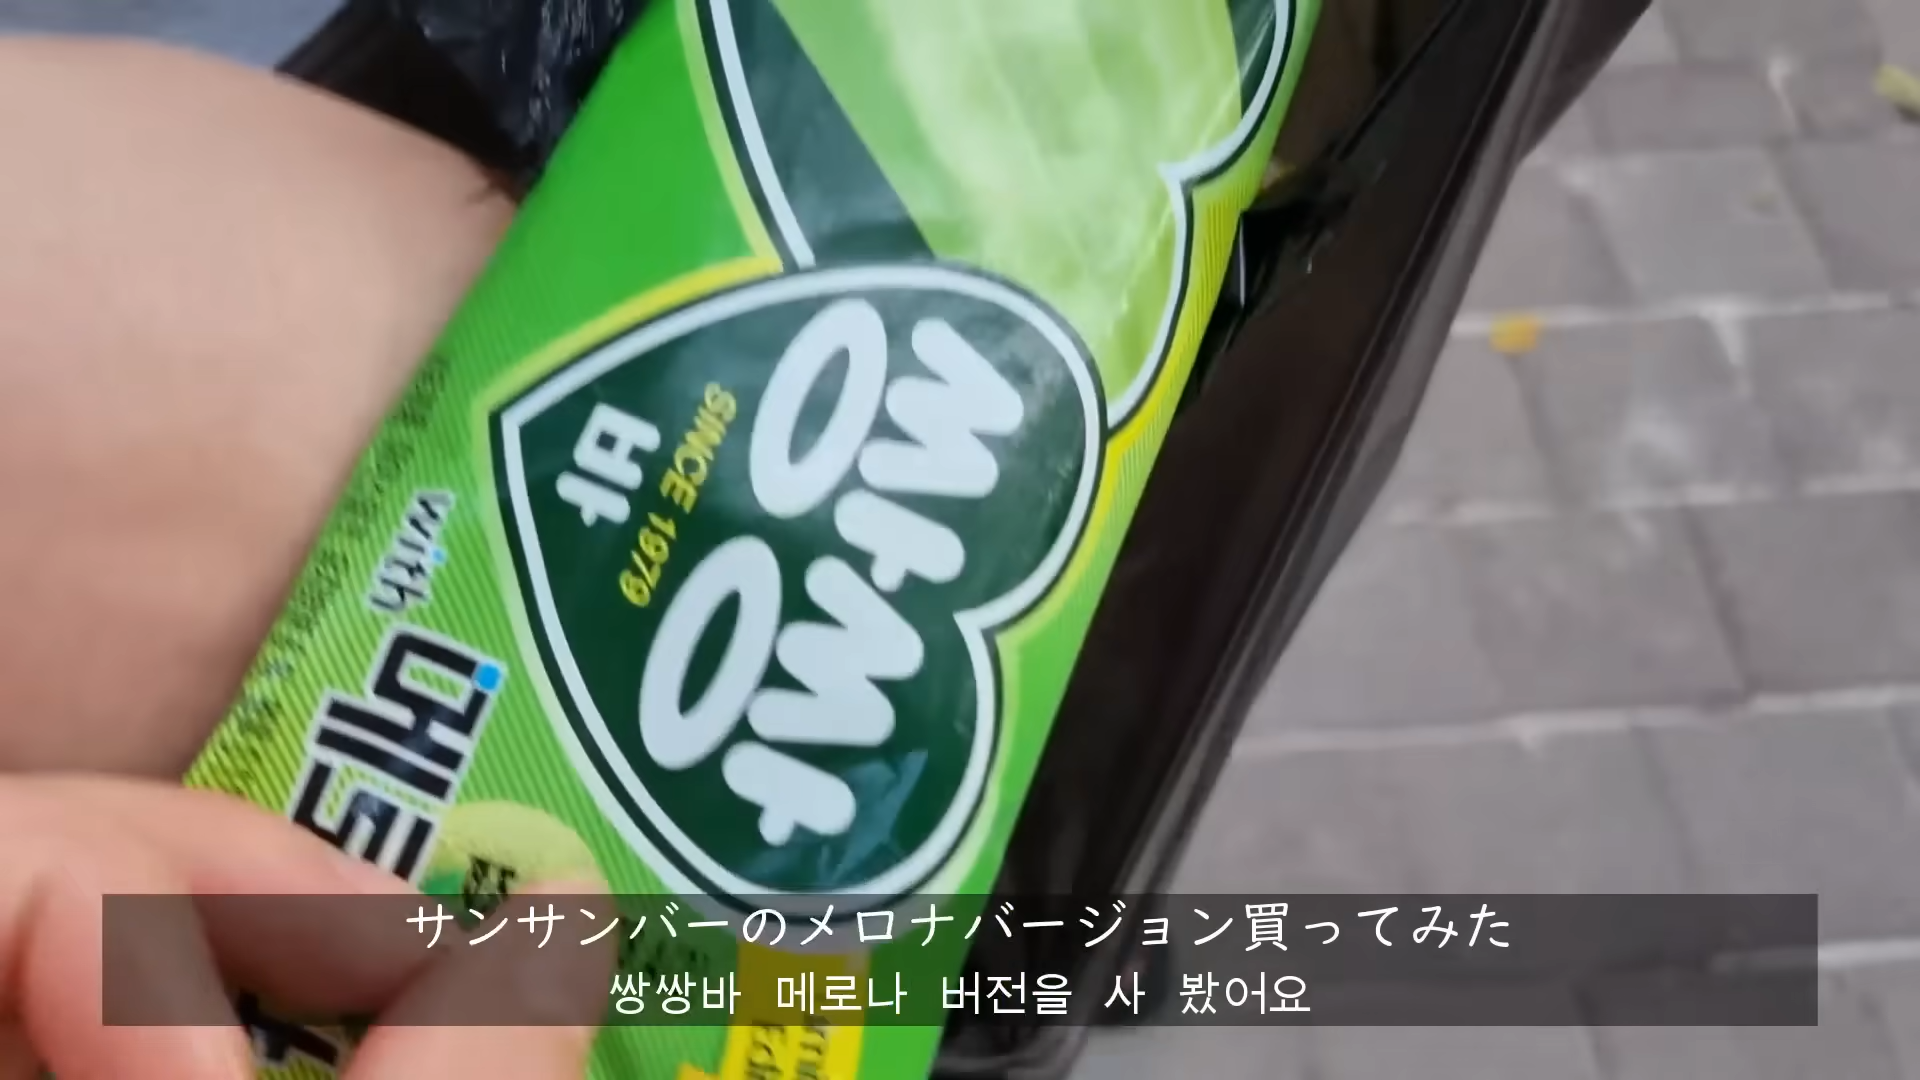 쌍쌍
SINCE 1979
바
with
메로
サンサンバーのメロナバージョン買ってみた
쌍쌍바 메로나 버전을 사 봤어요